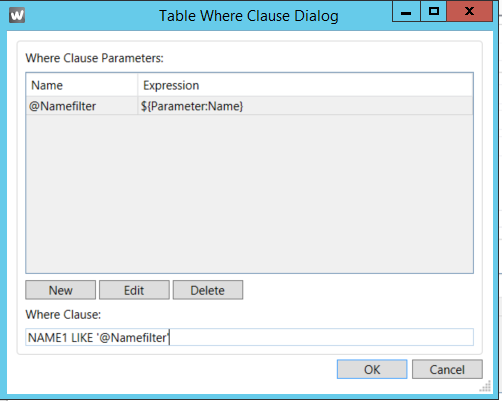 W Table Where Clause Dialog
Where Clause Parameters:
Name Expression
@Namefilter ${Parameter:Name}
New Edit Delete
Where Clause:
NAME1 LIKE '@Namefilter'
OK Cancel